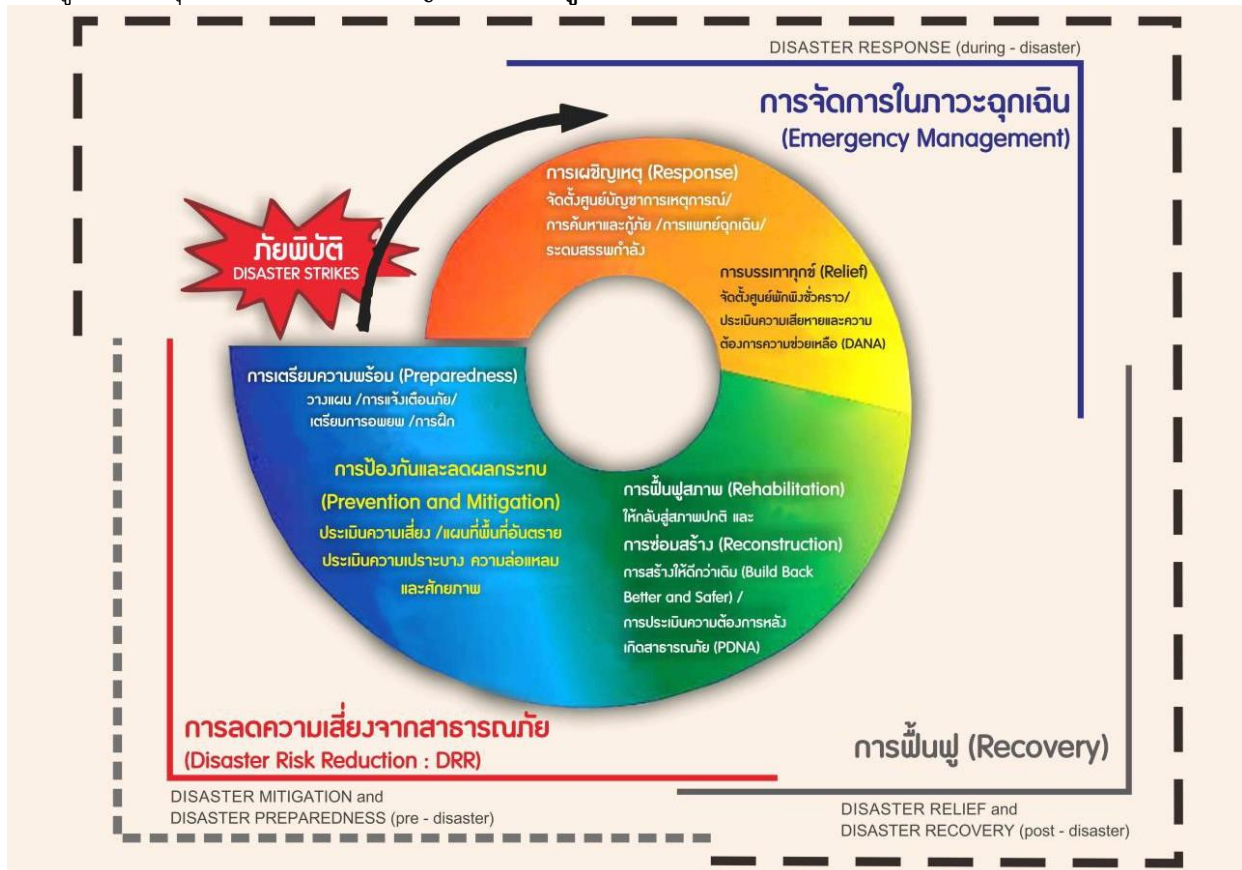 DISASTER RESPONSE (during - disaster)
การจัดการในภาวะฉุกเฉิน
(Emergency Management)
การเผชิญเหตุ (Response)
จัดตั้งศูนย์บัญชาการเหตุการณ์/
การค้นหาและกู้ภัย /การแพทย์ฉุกเฉิน/
ระดมสรรพกำลัง
ภัยพิบัติ
DISASTER STRIKES
การบรรเทาทุกข์ (Relief)
จัดตั้งศูนย์พักพิงชั่วคราว/
ประเมินความเสียหายและความ
ต้องการความช่วยเหลือ (DANA)
การเตรียมความพร้อม (Preparedness)
วางแผน /การแจ้งเตือนภัย/
เตรียมการอพยพ /การฝึก
การป้องกันและลดผลกระทบ
(Prevention and Mitigation)
ประเมินความเสี่ยง /แผนที่พื้นที่อันตราย
ประเมินความเปราะบาง ความล่อแหลม
และศักยภาพ
การฟื้นฟูสภาพ (Rehabilitation)
ให้กลับสู่สภาพปกติ และ
การซ่อมสร้าง (Reconstruction)
การสร้างให้ดีกว่าเดิม (Build Back
Better and Safer) /
การประเมินความต้องการหลัง
เกิดสาธารณภัย (PDNA)
การลดความเสี่ยงจากสาธารณภัย
(Disaster Risk Reduction : DRR)
การฟื้นฟู (Recovery)
DISASTER MITIGATION and
DISASTER PREPAREDNESS (pre - disaster)
DISASTER RELIEF and
DISASTER RECOVERY (post - disaster)